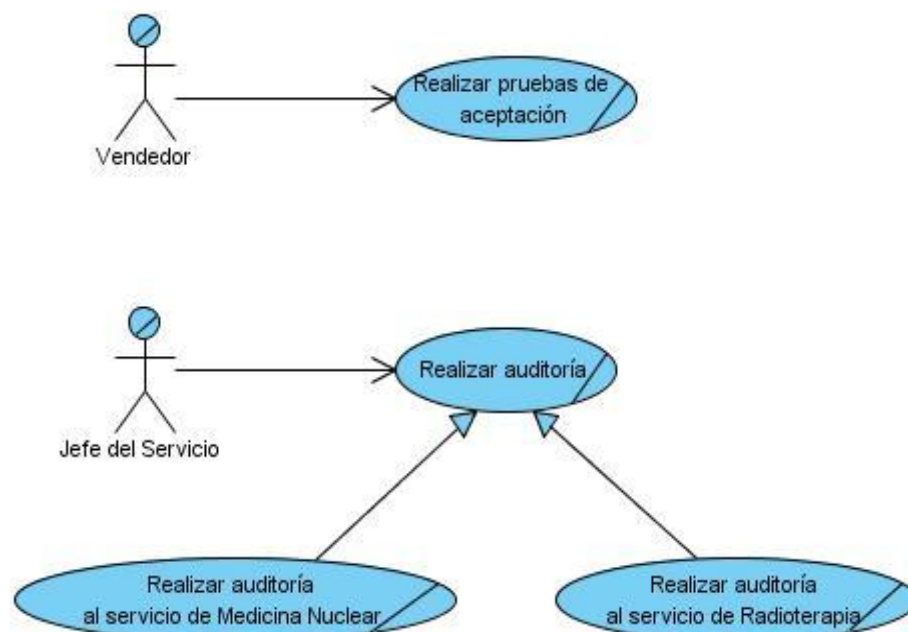 Realizar pruebas de
aceptación
Vendedor
Realizar auditoría
Jefe del Servicio
Realizar auditoría
al servicio de Medicina Nuclear
Realizar auditoría
al servicio de Radioterapia